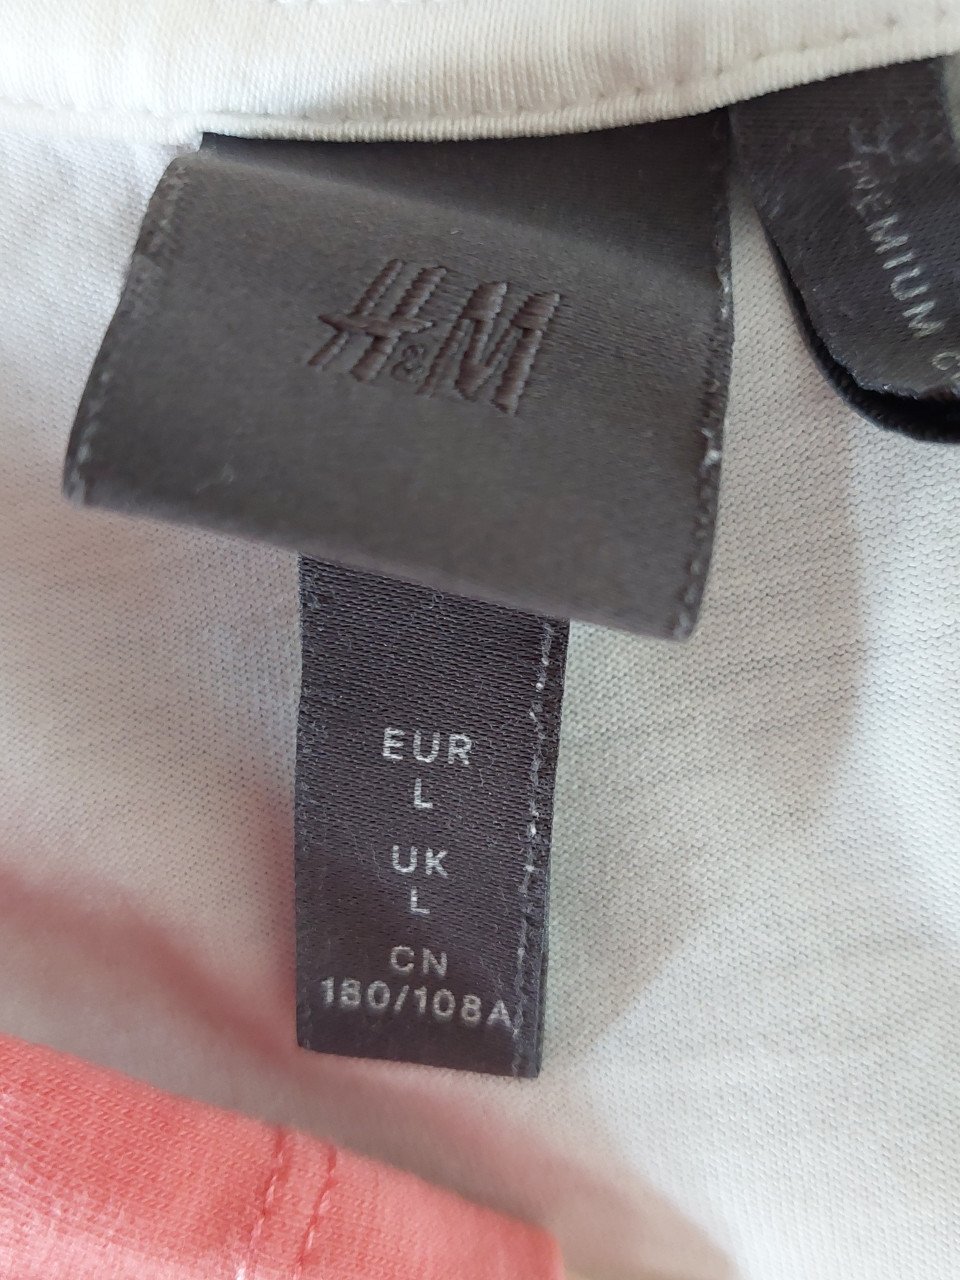 H&M
PREMIUM
EUR
L
UK
L
CN
180/108A